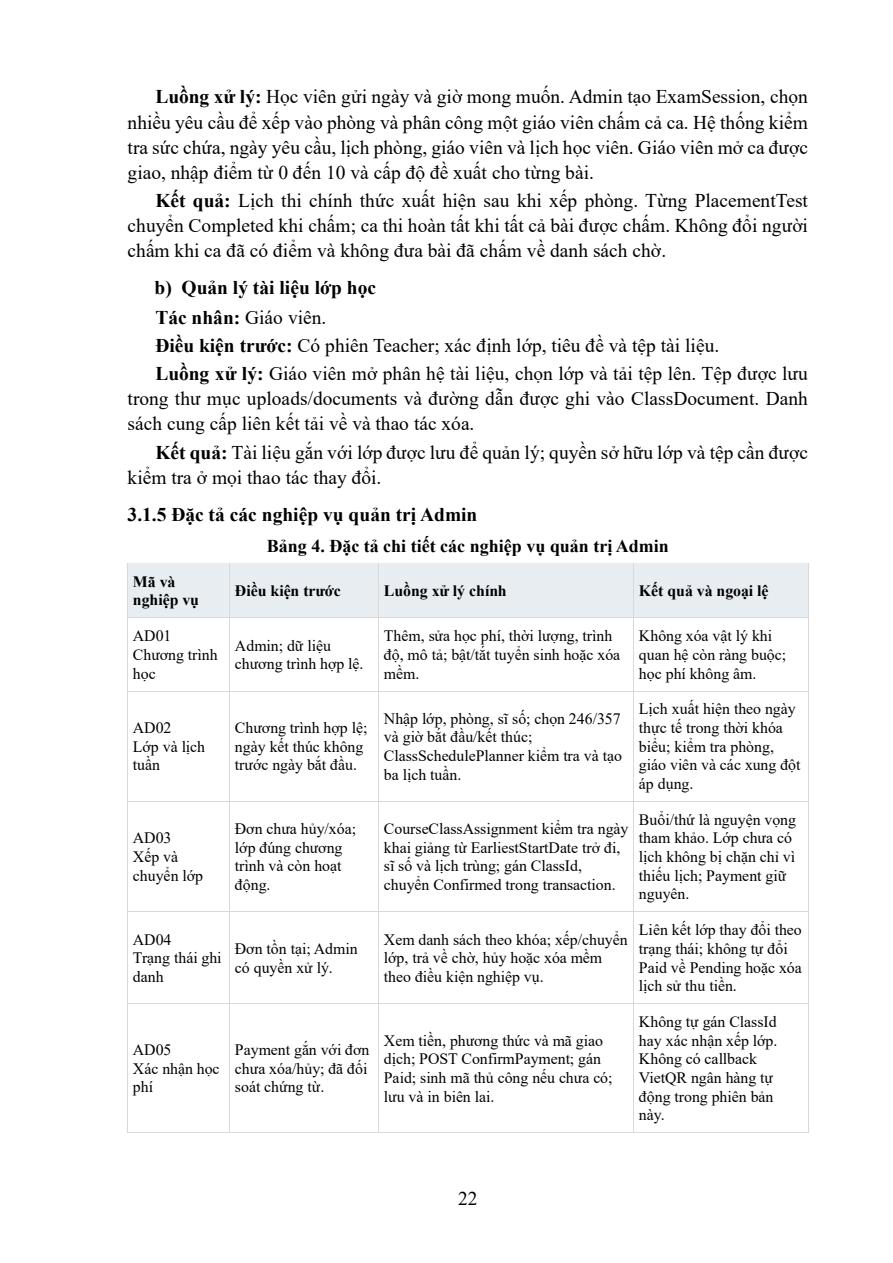 Luồng xử lý: Học viên gửi ngày và giờ mong muốn. Admin tạo ExamSession, chọn
nhiều yêu cầu để xếp vào phòng và phân công một giáo viên chấm cả ca. Hệ thống kiểm
tra sức chứa, ngày yêu cầu, lịch phòng, giáo viên và lịch học viên. Giáo viên mở ca được
giao, nhập điểm từ 0 đến 10 và cấp độ đề xuất cho từng bài.
Kết quả: Lịch thi chính thức xuất hiện sau khi xếp phòng. Từng PlacementTest
chuyển Completed khi chấm; ca thi hoàn tất khi tất cả bài được chấm. Không đổi người
chấm khi ca đã có điểm và không đưa bài đã chấm về danh sách chờ.
b) Quản lý tài liệu lớp học
Tác nhân: Giáo viên.
Điều kiện trước: Có phiên Teacher; xác định lớp, tiêu đề và tệp tài liệu.
Luồng xử lý: Giáo viên mở phân hệ tài liệu, chọn lớp và tải tệp lên. Tệp được lưu
trong thư mục uploads/documents và đường dẫn được ghi vào ClassDocument. Danh
sách cung cấp liên kết tải về và thao tác xóa.
Kết quả: Tài liệu gắn với lớp được lưu để quản lý; quyền sở hữu lớp và tệp cần được
kiểm tra ở mọi thao tác thay đổi.
3.1.5 Đặc tả các nghiệp vụ quản trị Admin
Bảng 4. Đặc tả chi tiết các nghiệp vụ quản trị Admin
Mã và
nghiệp vụ
Điều kiện trước
Luồng xử lý chính
Kết quả và ngoại lệ
AD01
Chương trình
học
Admin; dữ liệu
chương trình hợp lệ.
Thêm, sửa học phí, thời lượng, trình
độ, mô tả; bật/tắt tuyển sinh hoặc xóa
mềm.
Không xóa vật lý khi
quan hệ còn ràng buộc;
học phí không âm.
AD02
Lớp và lịch
tuần
Chương trình hợp lệ;
ngày kết thúc không
trước ngày bắt đầu.
Nhập lớp, phòng, sĩ số; chọn 246/357
và giờ bắt đầu/kết thúc;
ClassSchedulePlanner kiểm tra và tạo
ba lịch tuần.
Lịch xuất hiện theo ngày
thực tế trong thời khóa
biểu; kiểm tra phòng,
giáo viên và các xung đột
áp dụng.
AD03
Xếp và
chuyển lớp
Đơn chưa hủy/xóa;
lớp đúng chương
trình và còn hoạt
động.
CourseClassAssignment kiểm tra ngày
khai giảng từ EarliestStartDate trở đi,
sĩ số và lịch trùng; gán ClassId,
chuyển Confirmed trong transaction.
Buổi/thứ là nguyện vọng
tham khảo. Lớp chưa có
lịch không bị chặn chỉ vì
thiếu lịch; Payment giữ
nguyên.
AD04
Trạng thái ghi
danh
Đơn tồn tại; Admin
có quyền xử lý.
Xem danh sách theo khóa; xếp/chuyển
lớp, trả về chờ, hủy hoặc xóa mềm
theo điều kiện nghiệp vụ.
Liên kết lớp thay đổi theo
trạng thái; không tự đổi
Paid về Pending hoặc xóa
lịch sử thu tiền.
AD05
Xác nhận học
phí
Payment gắn với đơn
chưa xóa/hủy; đã đối
soát chứng từ.
Xem tiền, phương thức và mã giao
dịch; POST ConfirmPayment; gán
Paid; sinh mã thủ công nếu chưa có;
lưu và in biên lai.
Không tự gán ClassId
hay xác nhận xếp lớp.
Không có callback
VietQR ngân hàng tự
động trong phiên bản
này.
22